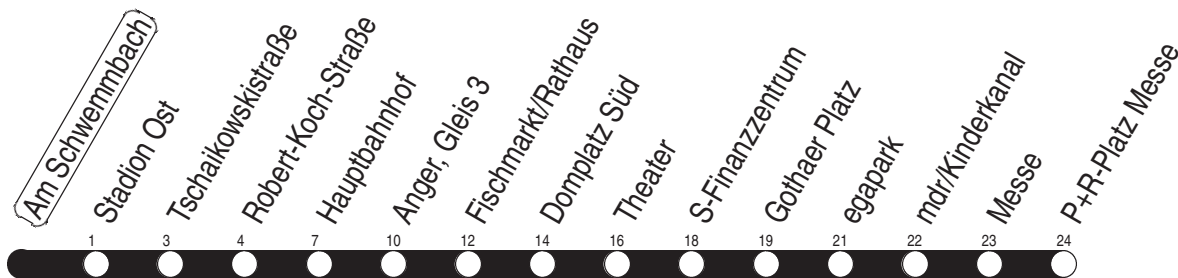 Am Schwemmbach
Stadion Ost
Tschaikowskistraße
Robert-Koch-Straße
Hauptbahnhof
Anger, Gleis 3
Fischmarkt/Rathaus
Domplatz Süd
Theater
S-Finanzzentrum
Gothaer Platz
egapark
mdr/Kinderkanal
Messe
P+R-Platz Messe
1 3 4 7 10 12 14 16 18 19 21 22 23 24